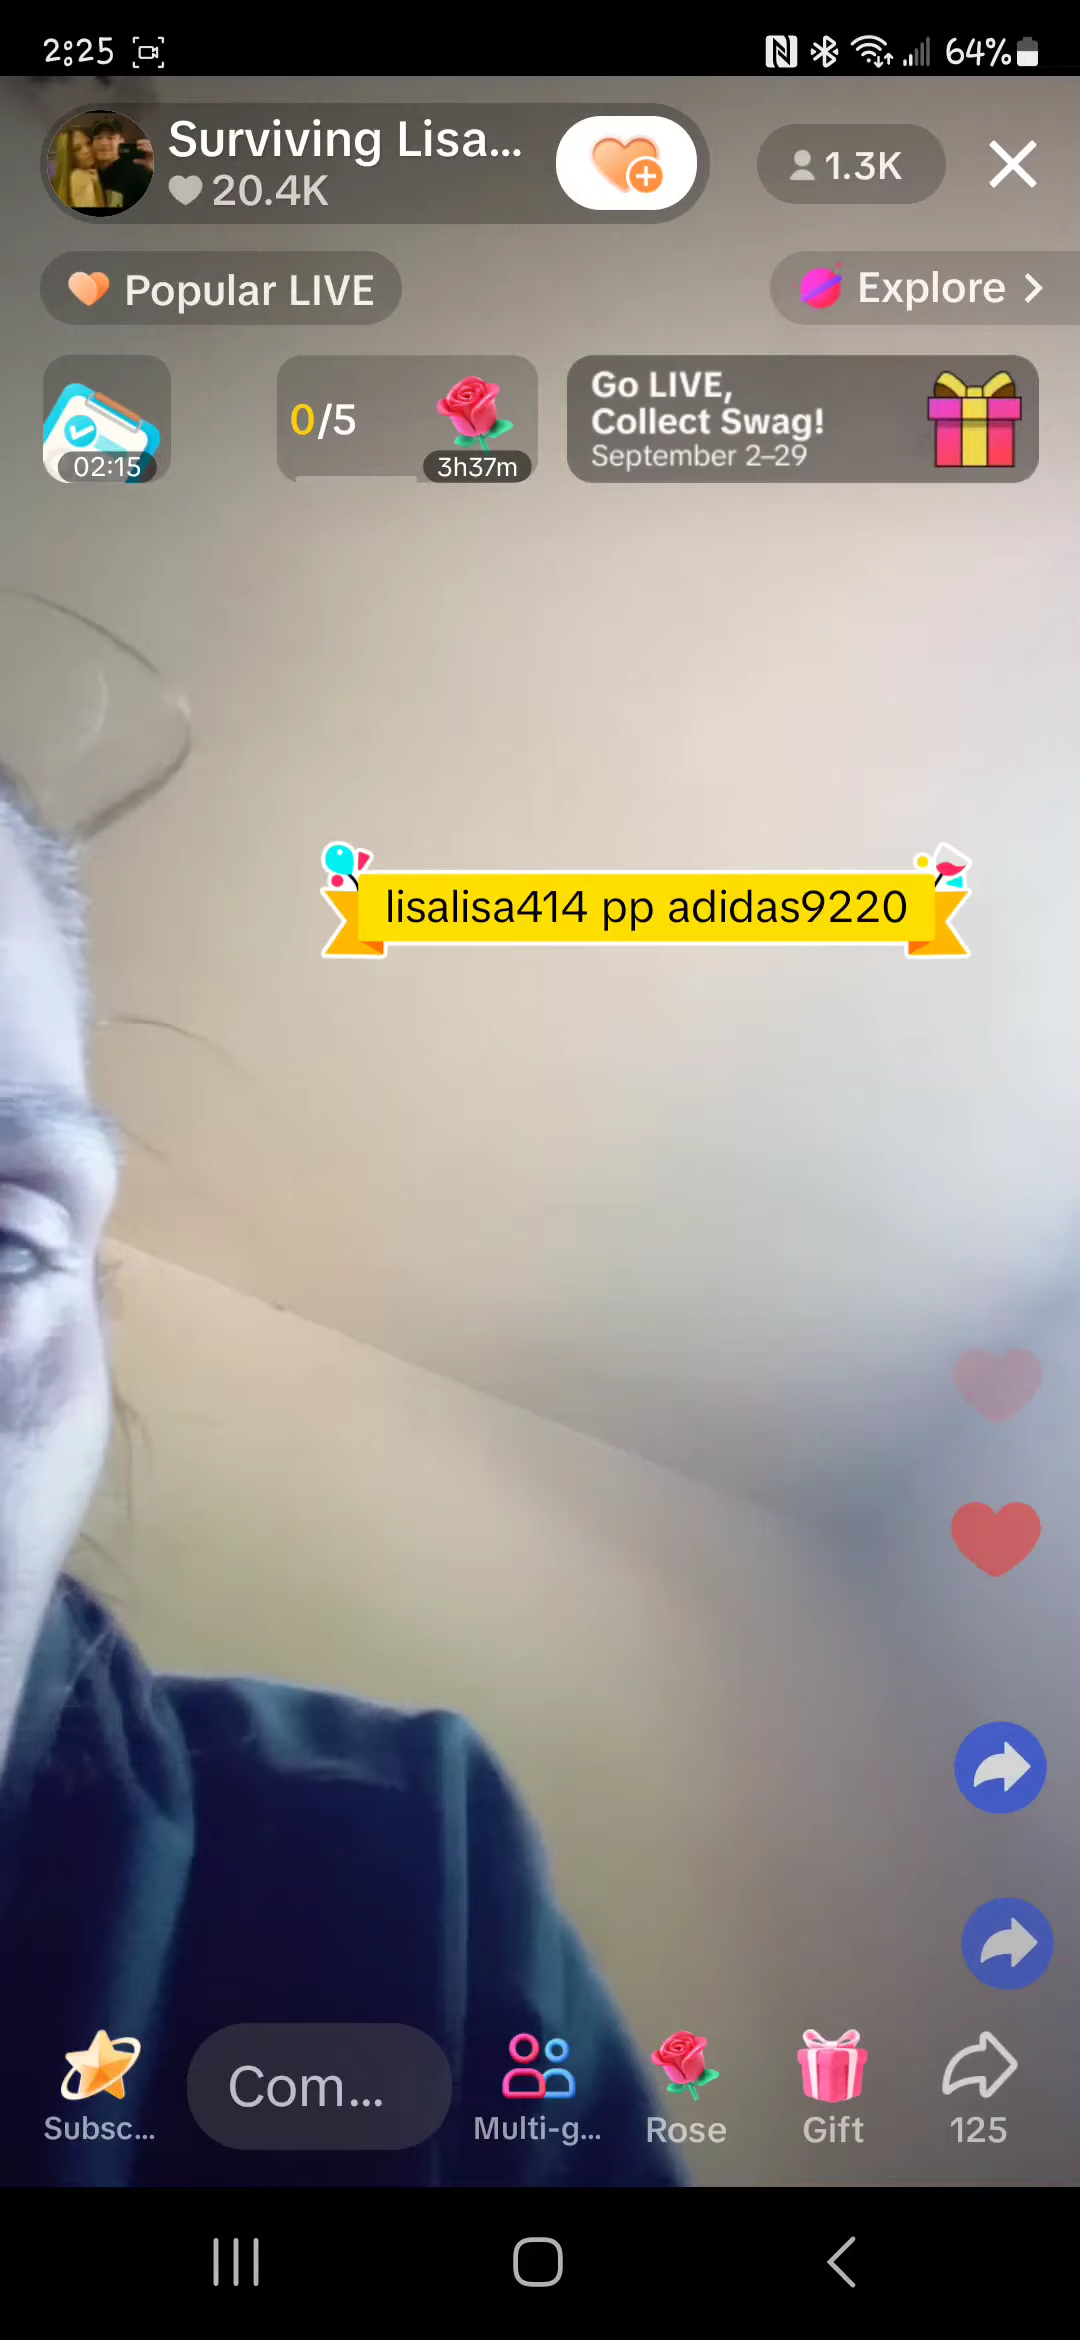 2:25
64%
Surviving Lisa...
20.4K
1.3K
Popular LIVE
Explore
02:15
0/5
3h37m
Go LIVE,
Collect Swag!
September 2–29
lisalisa414 pp adidas9220
Com...
Subsc...
Multi-g...
Rose
Gift
125